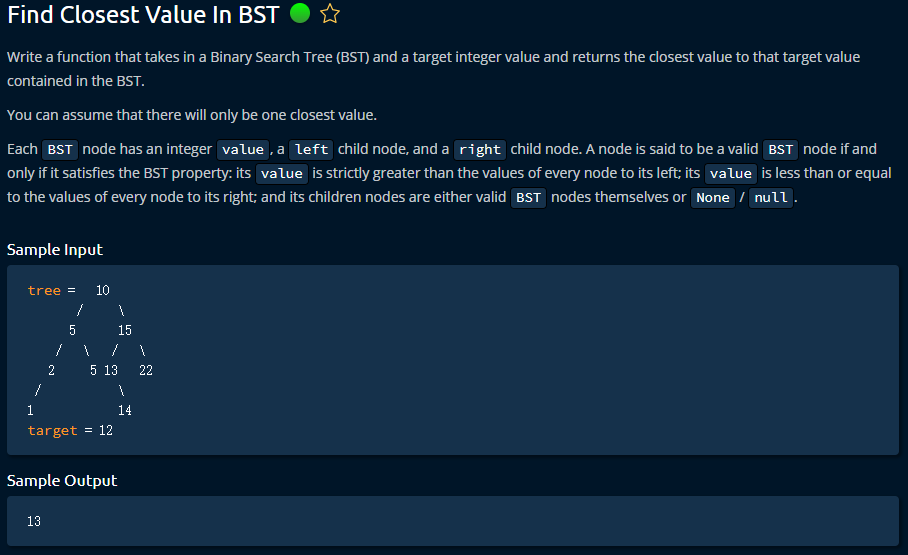 Find Closest Value In BST
Write a function that takes in a Binary Search Tree (BST) and a target integer value and returns the closest value to that target value
contained in the BST.
You can assume that there will only be one closest value.
Each BST node has an integer value, a left child node, and a right child node. A node is said to be a valid BST node if and
only if it satisfies the BST property: its value is strictly greater than the values of every node to its left; its value is less than or equal
to the values of every node to its right; and its children nodes are either valid BST nodes themselves or None / null.
Sample Input
tree = 10
/ \
5 15
/ \ / \
2 5 13 22
/ \
1 14
target = 12
Sample Output
13